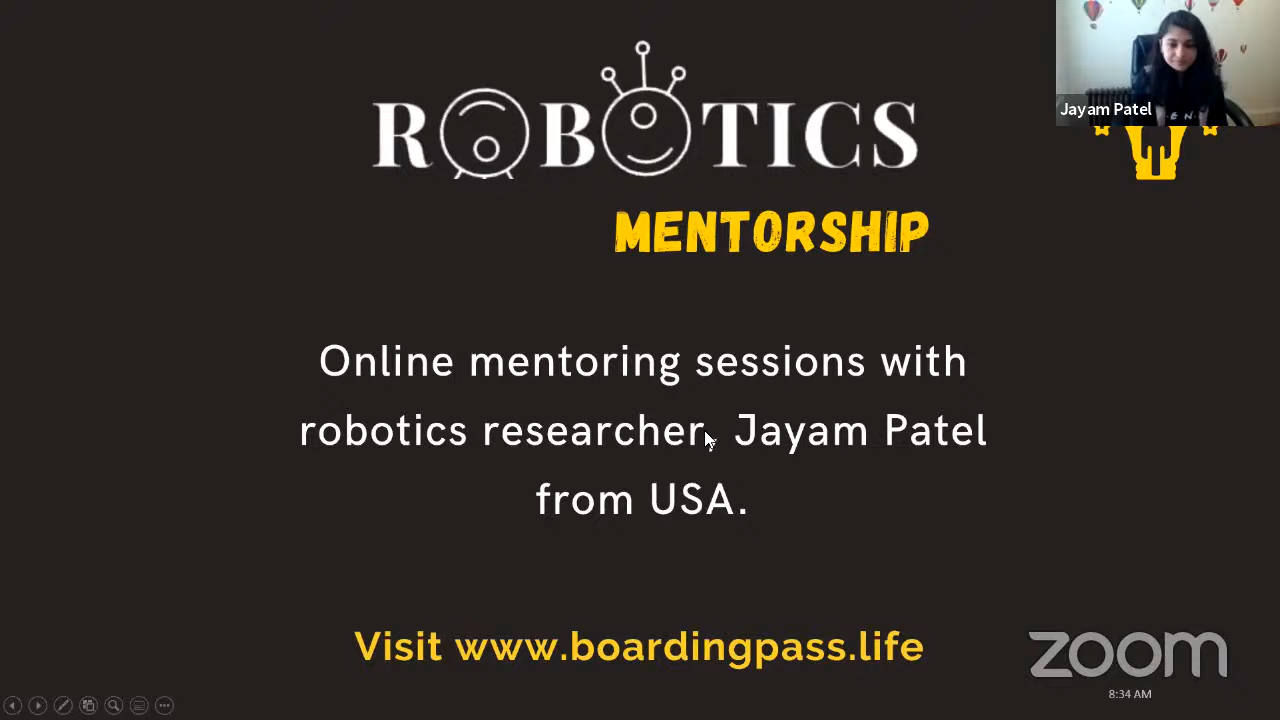 ROBOTICS
Jayam Patel
MENTORSHIP
Online mentoring sessions with
robotics researcher, Jayam Patel
from USA.
Visit www.boardingpass.life
zoom
8:34 AM